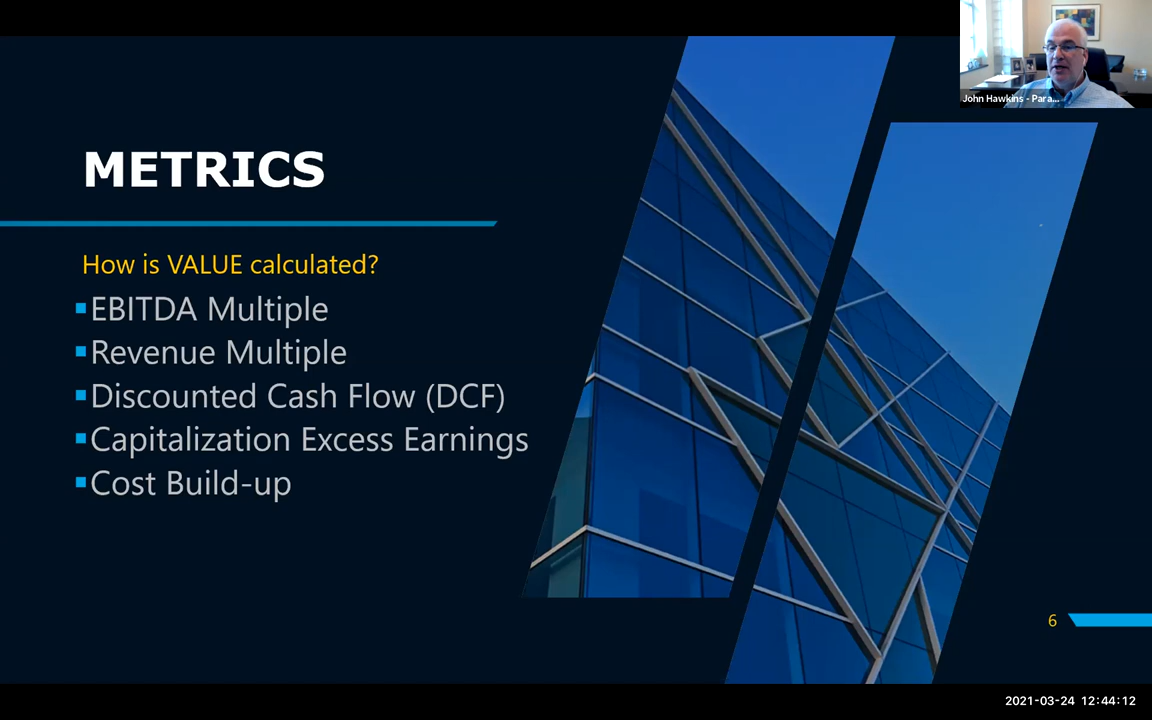 John Hawkins - Para...
METRICS
How is VALUE calculated?
EBITDA Multiple
Revenue Multiple
Discounted Cash Flow (DCF)
Capitalization Excess Earnings
Cost Build-up
6
2021-03-24 12:44:12